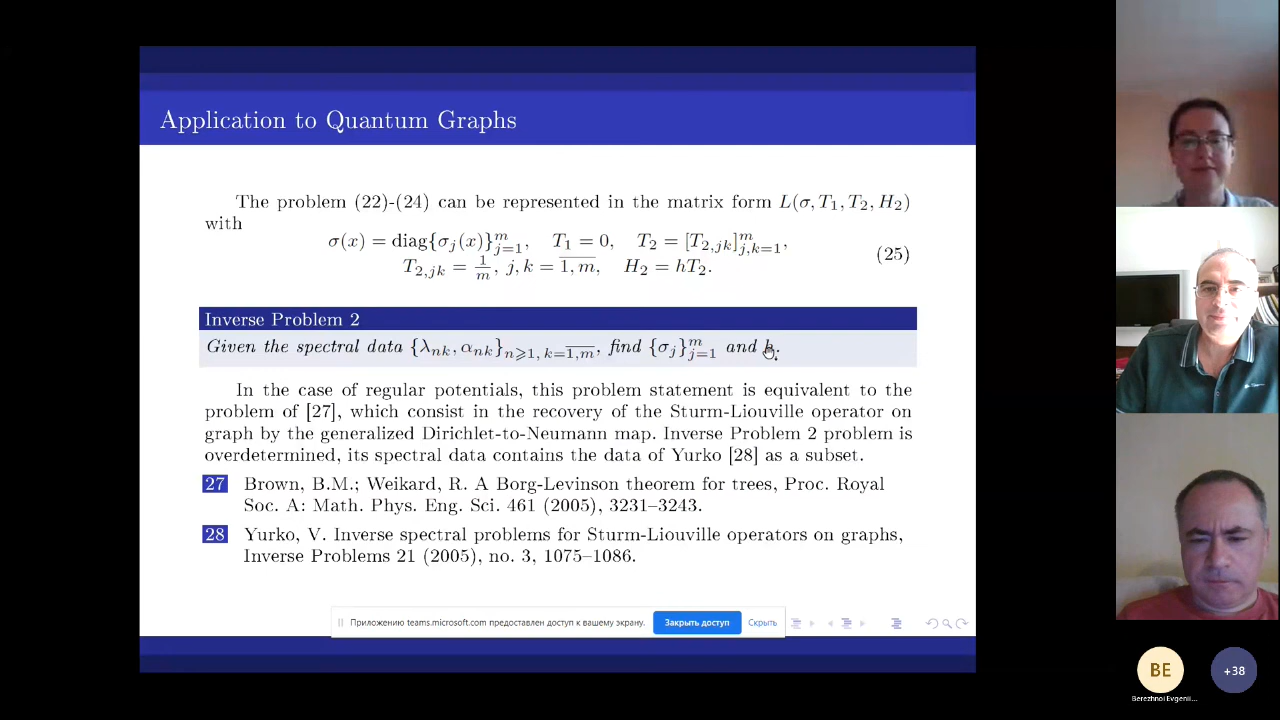 Application to Quantum Graphs
The problem (22)-(24) can be represented in the matrix form L(σ, T₁, T₂, H₂)
with
σ(x) = diag{σⱼ(x)}ᵐⱼ₌₁, T₁ = 0, T₂ = [T₂,ⱼₖ]ᵐⱼ,ₖ₌₁,
T₂,ⱼₖ = 1/m, j, k = 1, m, H₂ = hT₂.
(25)
Inverse Problem 2
Given the spectral data {λₙₖ, αₙₖ}ₙ⩾₁, ₖ₌₁,ₘ, find {σⱼ}ᵐⱼ₌₁ and h.
In the case of regular potentials, this problem statement is equivalent to the
problem of [27], which consist in the recovery of the Sturm-Liouville operator on
graph by the generalized Dirichlet-to-Neumann map. Inverse Problem 2 problem is
overdetermined, its spectral data contains the data of Yurko [28] as a subset.
27 Brown, B.M.; Weikard, R. A Borg-Levinson theorem for trees, Proc. Royal
Soc. A: Math. Phys. Eng. Sci. 461 (2005), 3231–3243.
28 Yurko, V. Inverse spectral problems for Sturm-Liouville operators on graphs,
Inverse Problems 21 (2005), no. 3, 1075–1086.
Приложению teams.microsoft.com предоставлен доступ к вашему экрану. Закрыть доступ Скрыть
BE
Berezhnoi Evgenii...
+38